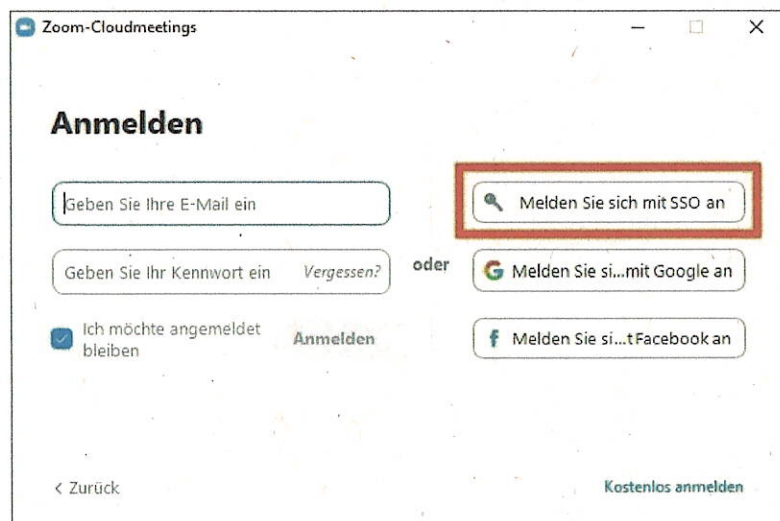 Zoom-Cloudmeetings
Anmelden
Geben Sie Ihre E-Mail ein
Geben Sie Ihr Kennwort ein Vergessen?
Ich möchte angemeldet
bleiben
Anmelden
oder
Melden Sie sich mit SSO an
Melden Sie si...mit Google an
Melden Sie si...t Facebook an
< Zurück
Kostenlos anmelden